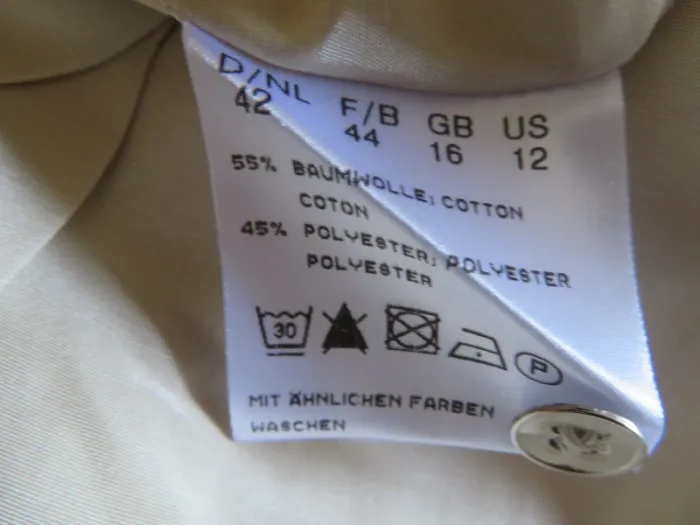 D/NL F/B GB US
42 44 16 12
55% BAUMWOLLE; COTTON
COTON
45% POLYESTER; POLYESTER
POLYESTER
30 P
MIT ÄHNLICHEN FARBEN
WASCHEN